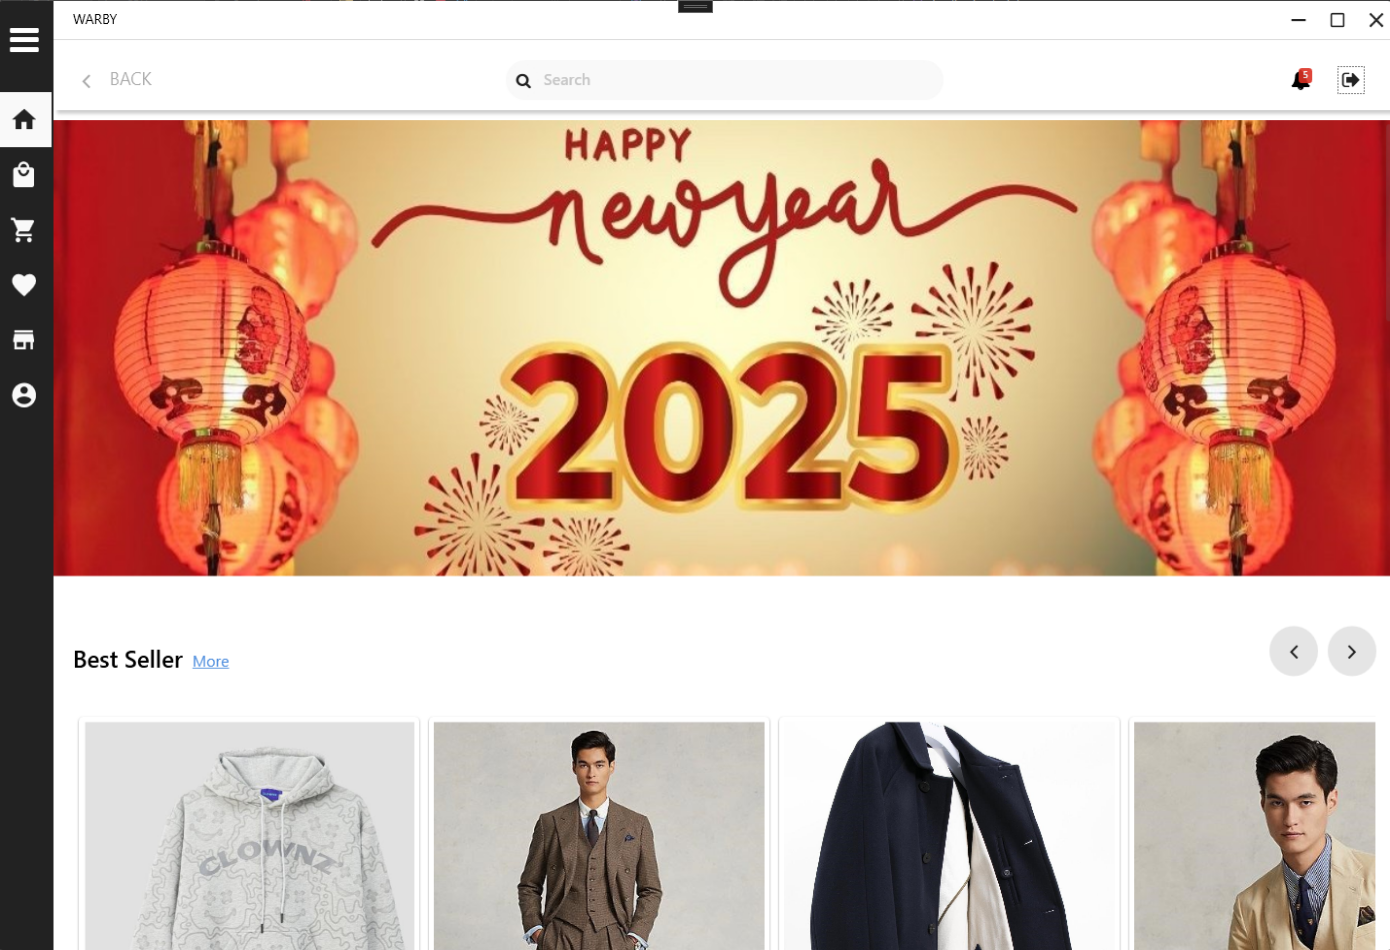 WARBY
BACK
Search
5
HAPPY
new year
2025
Best Seller More
CLOWNZ